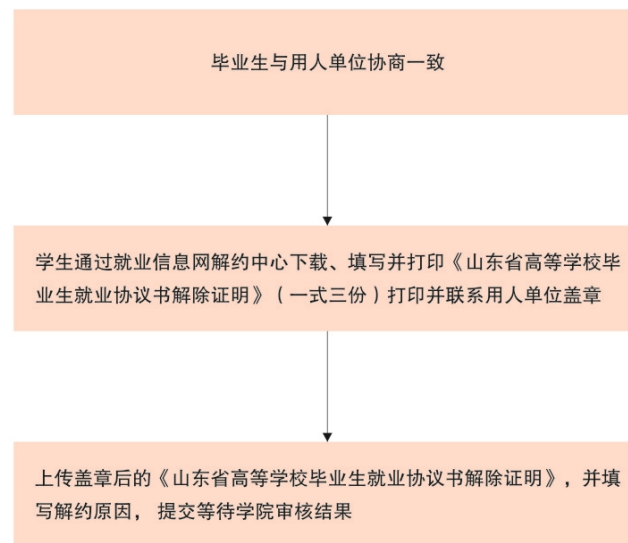 毕业生与用人单位协商一致
学生通过就业信息网解约中心下载、填写并打印《山东省高等学校毕
业生就业协议书解除证明》（一式三份）打印并联系用人单位盖章
上传盖章后的《山东省高等学校毕业生就业协议书解除证明》，并填
写解约原因， 提交等待学院审核结果